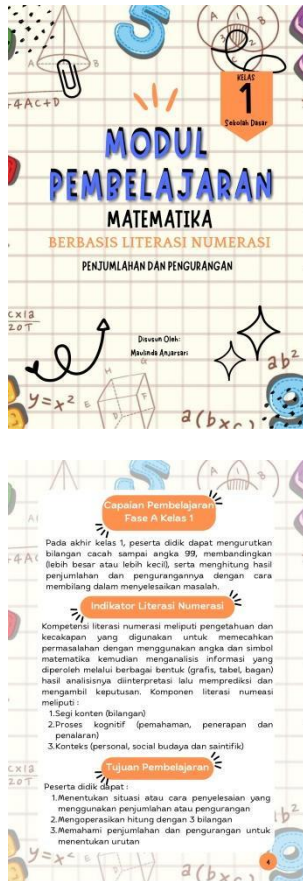 KELAS
1
Sekolah Dasar
A
B
-4AC+D
MODUL
PEMBELAJARAN
MATEMATIKA
BERBASIS LITERASI NUMERASI
PENJUMLAHAN DAN PENGURANGAN
Disusun Oleh:
Maulinda Anjarsari
y=x²
ab²
a(bxc)
Capaian Pembelajaran
Fase A Kelas 1
Pada akhir kelas 1, peserta didik dapat mengurutkan
bilangan cacah sampai angka 99, membandingkan
(lebih besar atau lebih kecil), serta menghitung hasil
penjumlahan dan pengurangannya dengan cara
membilang dalam menyelesaikan masalah.
Indikator Literasi Numerasi
Kompetensi literasi numerasi meliputi pengetahuan dan
kecakapan yang digunakan untuk memecahkan
permasalahan dengan menggunakan angka dan simbol
matematika kemudian menganalisis informasi yang
diperoleh melalui berbagai bentuk (grafis, tabel, bagan)
hasil analisisnya diinterpretasi lalu memprediksi dan
mengambil keputusan. Komponen literasi numeasi
meliputi :
1.Segi konten (bilangan)
2.Proses kognitif (pemahaman, penerapan dan
penalaran)
3.Konteks (personal, social budaya dan saintifik)
Tujuan Pembelajaran
Peserta didik dapat :
1.Menentukan situasi atau cara penyelesaian yang
menggunakan penjumlahan atau pengurangan
2.Mengoperasikan hitung dengan 3 bilangan
3.Memahami penjumlahan dan pengurangan untuk
menentukan urutan
4